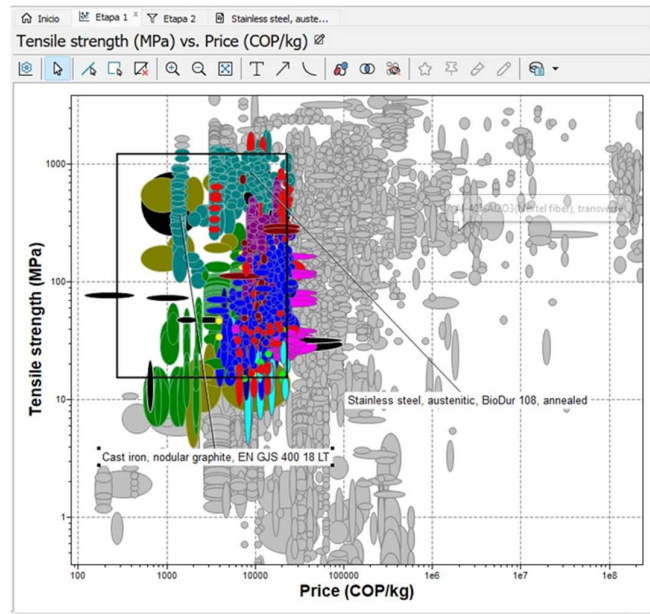 Inicio Etapa 1 Etapa 2 Stainless steel, auste...
Tensile strength (MPa) vs. Price (COP/kg)
1000
100
10
1
Tensile strength (MPa)
transverse
Stainless steel, austenitic, BioDur 108, annealed
Cast iron, nodular graphite, EN GJS 400 18 LT
100 1000 10000 100000 1e6 1e7 1e8
Price (COP/kg)